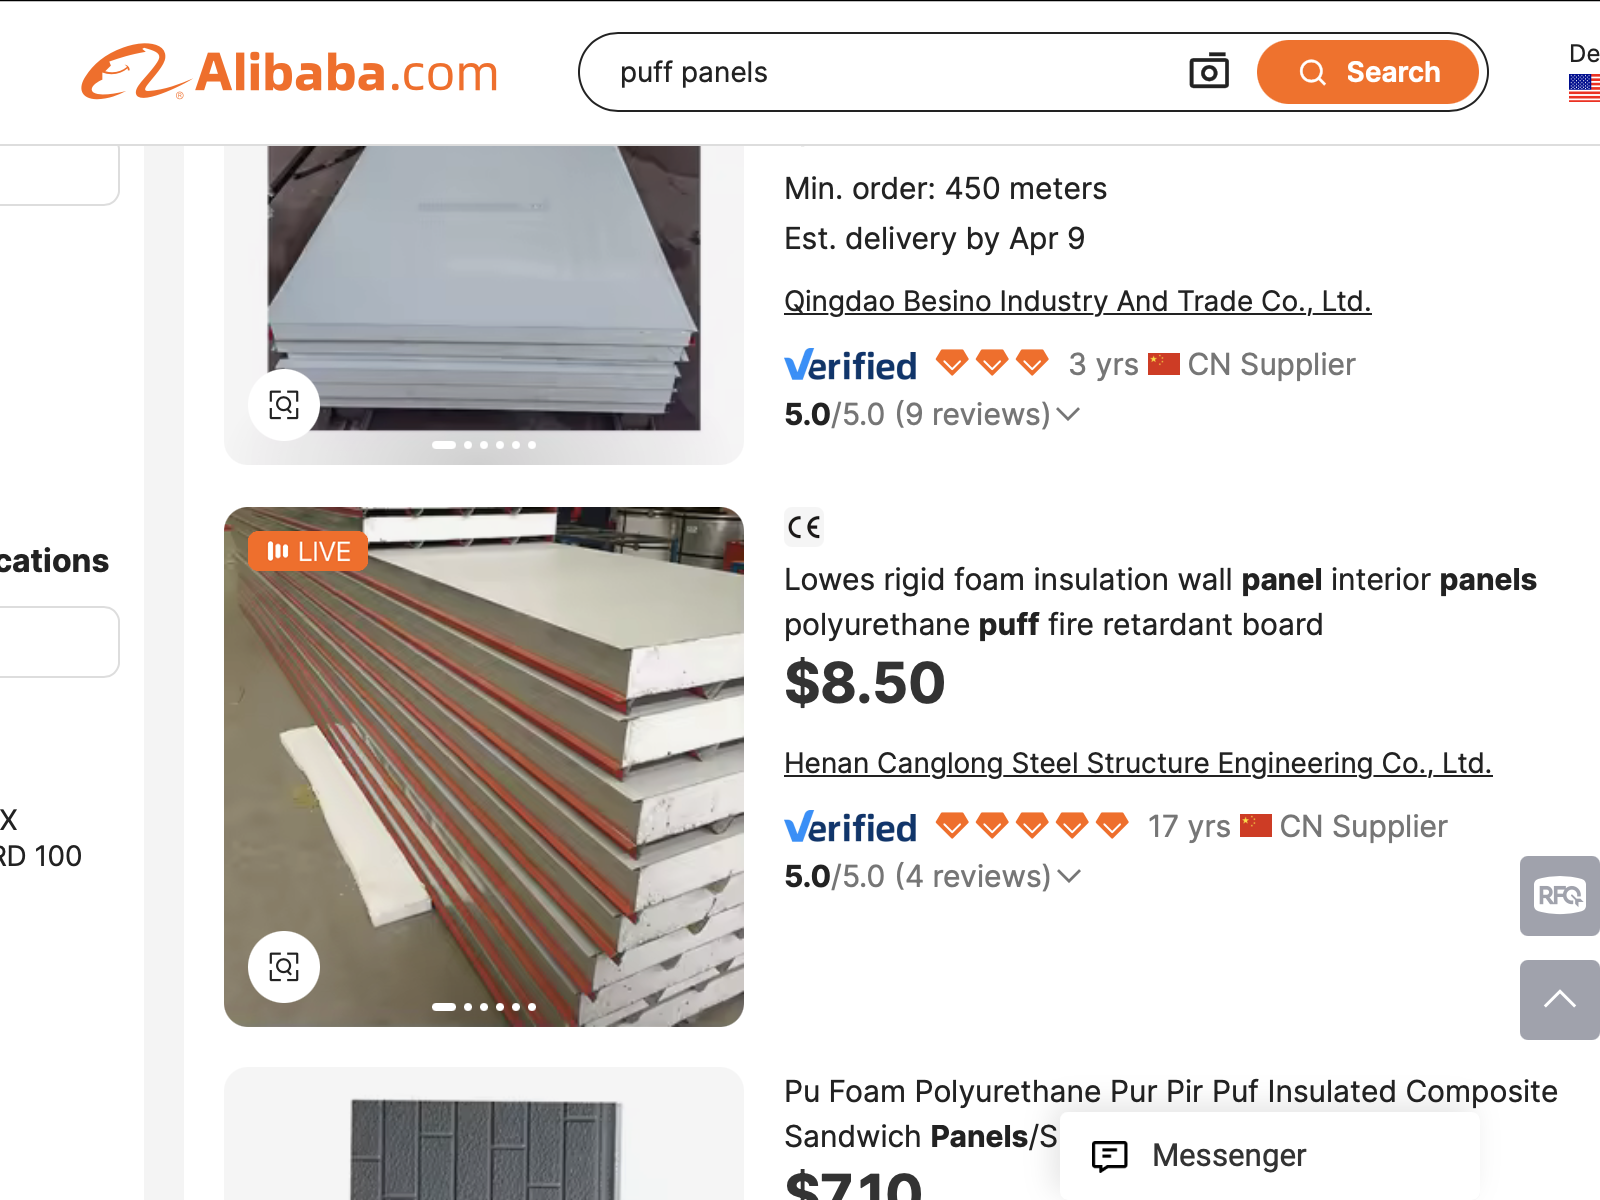 Alibaba.com
puff panels
Search
De
Min. order: 450 meters
Est. delivery by Apr 9
Qingdao Besino Industry And Trade Co., Ltd.
Verified 3 yrs CN Supplier
5.0/5.0 (9 reviews)
LIVE
CE
cations
Lowes rigid foam insulation wall panel interior panels
polyurethane puff fire retardant board
$8.50
Henan Canglong Steel Structure Engineering Co., Ltd.
X
RD 100
Verified 17 yrs CN Supplier
5.0/5.0 (4 reviews)
RFQ
Pu Foam Polyurethane Pur Pir Puf Insulated Composite
Sandwich Panels/S
Messenger
$7.10